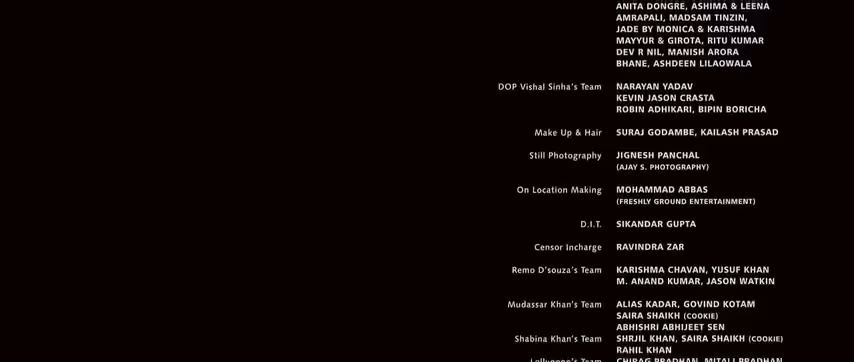 ANITA DONGRE, ASHIMA & LEENA
AMRAPALI, MADSAM TINZIN,
JADE BY MONICA & KARISHMA
MAYYUR & GIROTA, RITU KUMAR
DEV R NIL, MANISH ARORA
BHANE, ASHDEEN LILAOWALA
DOP Vishal Sinha's Team NARAYAN YADAV
KEVIN JASON CRASTA
ROBIN ADHIKARI, BIPIN BORICHA
Make Up & Hair SURAJ GODAMBE, KAILASH PRASAD
Still Photography JIGNESH PANCHAL
(AJAY S. PHOTOGRAPHY)
On Location Making MOHAMMAD ABBAS
(FRESHLY GROUND ENTERTAINMENT)
D.I.T. SIKANDAR GUPTA
Censor Incharge RAVINDRA ZAR
Remo D'souza's Team KARISHMA CHAVAN, YUSUF KHAN
M. ANAND KUMAR, JASON WATKIN
Mudassar Khan's Team ALIAS KADAR, GOVIND KOTAM
SAIRA SHAIKH (COOKIE)
ABHISHRI ABHIJEET SEN
Shabina Khan's Team SHRJIL KHAN, SAIRA SHAIKH (COOKIE)
RAHIL KHAN
Team CHIRAG PRADHAN, MITALI PRADHAN